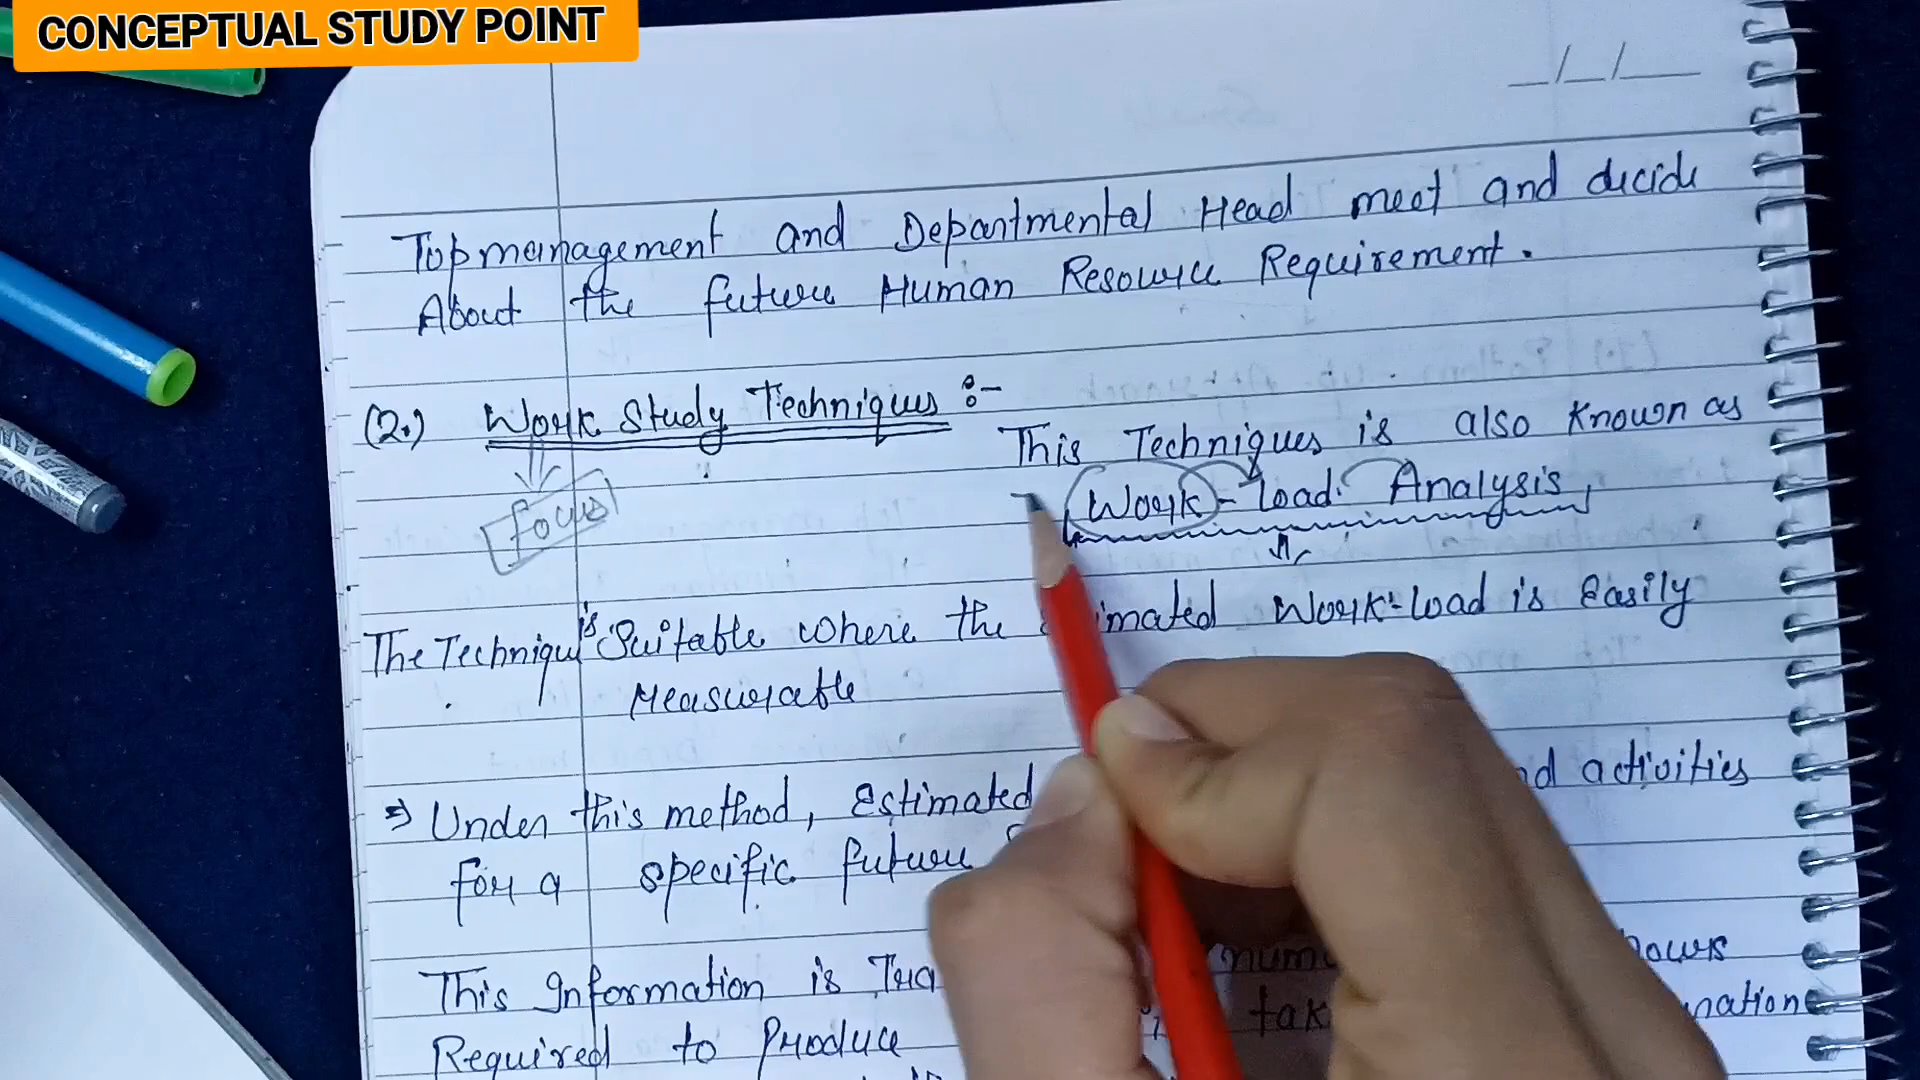 CONCEPTUAL STUDY POINT
_/_/__
Top management and Departmental Head meet and decide
About the future Human Resource Requirement.
(2.) Work Study Techniques :-
This Techniques is also known as
Work-load Analysis,
focus
The Technique is Suitable where the imated Work-load is Easily
Measurable
⇒ Under this method, Estimated nd activities
for a specific future
This Information is
Required to Produce